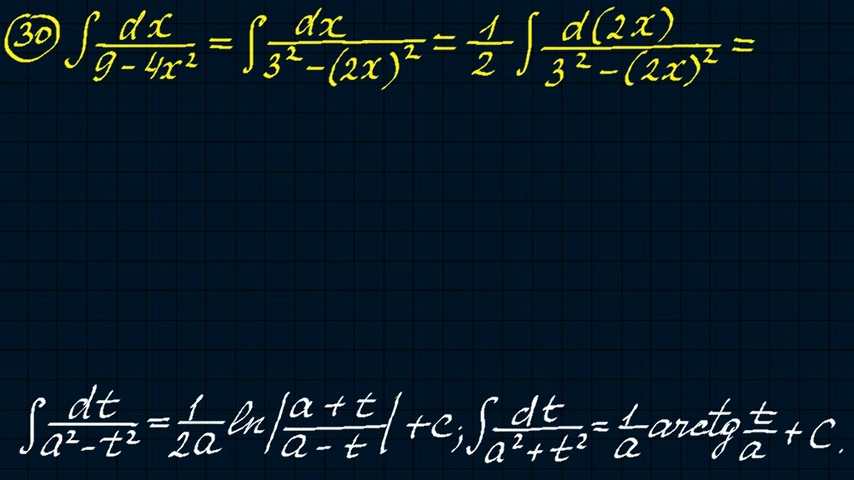 30 ∫ dx / (9 - 4x²) = ∫ dx / (3² - (2x)²) = 1/2 ∫ d(2x) / (3² - (2x)²) =
∫ dt / (a² - t²) = 1/(2a) ln |(a + t)/(a - t)| + C; ∫ dt / (a² + t²) = 1/a arctg t/a + C.